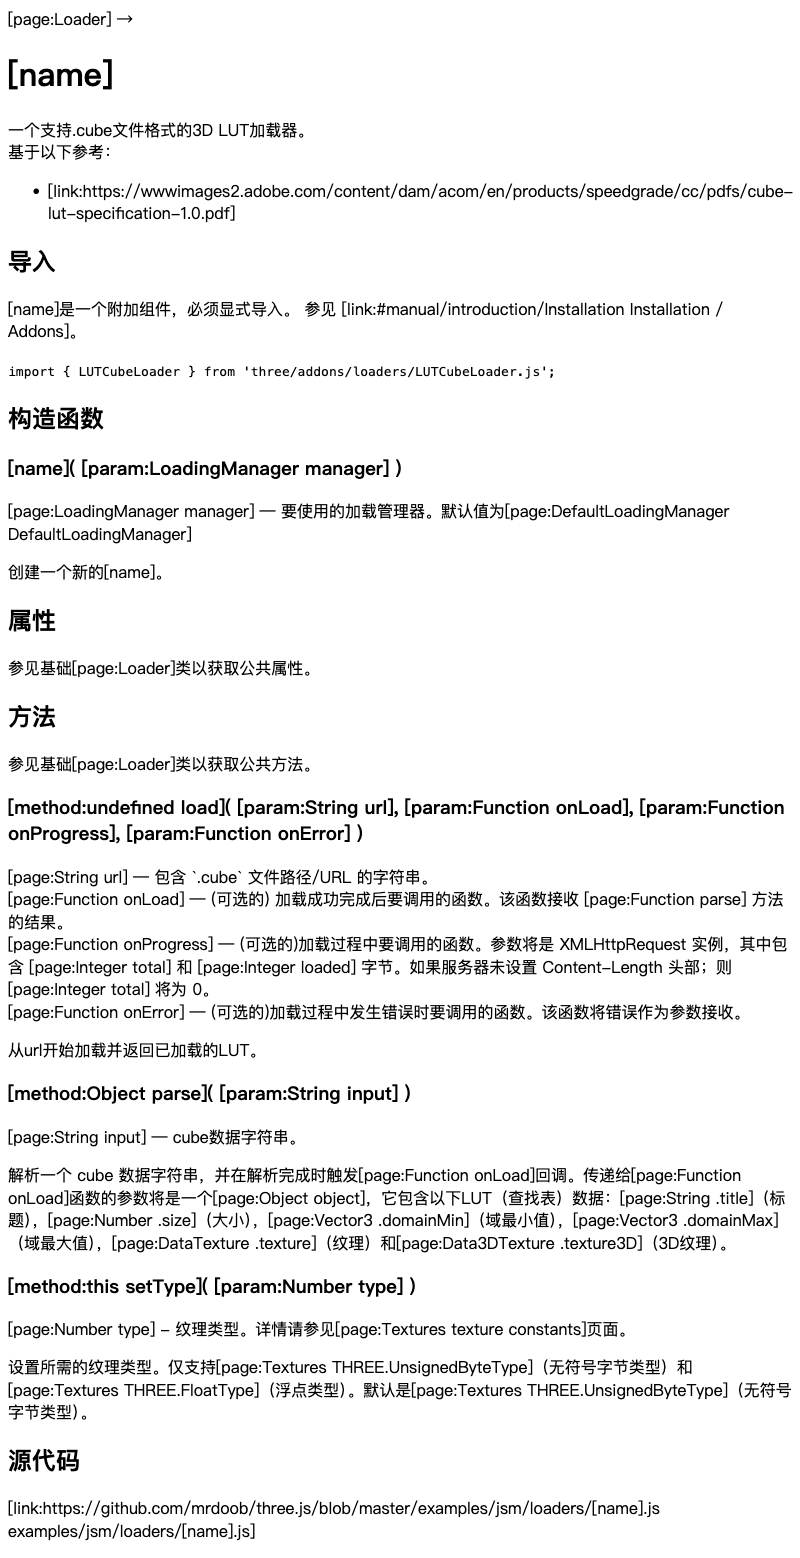 [page:Loader] →
[name]
一个支持.cube文件格式的3D LUT加载器。
基于以下参考：
• [link:https://wwwimages2.adobe.com/content/dam/acom/en/products/speedgrade/cc/pdfs/cube-
lut-specification-1.0.pdf]
导入
[name]是一个附加组件，必须显式导入。 参见 [link:#manual/introduction/Installation Installation /
Addons]。
import { LUTCubeLoader } from 'three/addons/loaders/LUTCubeLoader.js';
构造函数
[name]( [param:LoadingManager manager] )
[page:LoadingManager manager] — 要使用的加载管理器。默认值为[page:DefaultLoadingManager
DefaultLoadingManager]
创建一个新的[name]。
属性
参见基础[page:Loader]类以获取公共属性。
方法
参见基础[page:Loader]类以获取公共方法。
[method:undefined load]( [param:String url], [param:Function onLoad], [param:Function
onProgress], [param:Function onError] )
[page:String url] — 包含 `.cube` 文件路径/URL 的字符串。
[page:Function onLoad] — (可选的) 加载成功完成后要调用的函数。该函数接收 [page:Function parse] 方法
的结果。
[page:Function onProgress] — (可选的)加载过程中要调用的函数。参数将是 XMLHttpRequest 实例，其中包
含 [page:Integer total] 和 [page:Integer loaded] 字节。如果服务器未设置 Content-Length 头部；则
[page:Integer total] 将为 0。
[page:Function onError] — (可选的)加载过程中发生错误时要调用的函数。该函数将错误作为参数接收。
从url开始加载并返回已加载的LUT。
[method:Object parse]( [param:String input] )
[page:String input] — cube数据字符串。
解析一个 cube 数据字符串，并在解析完成时触发[page:Function onLoad]回调。传递给[page:Function
onLoad]函数的参数将是一个[page:Object object]，它包含以下LUT（查找表）数据：[page:String .title]（标
题），[page:Number .size]（大小），[page:Vector3 .domainMin]（域最小值），[page:Vector3 .domainMax]
（域最大值），[page:DataTexture .texture]（纹理）和[page:Data3DTexture .texture3D]（3D纹理）。
[method:this setType]( [param:Number type] )
[page:Number type] - 纹理类型。详情请参见[page:Textures texture constants]页面。
设置所需的纹理类型。仅支持[page:Textures THREE.UnsignedByteType]（无符号字节类型）和
[page:Textures THREE.FloatType]（浮点类型）。默认是[page:Textures THREE.UnsignedByteType]（无符号
字节类型）。
源代码
[link:https://github.com/mrdoob/three.js/blob/master/examples/jsm/loaders/[name].js
examples/jsm/loaders/[name].js]